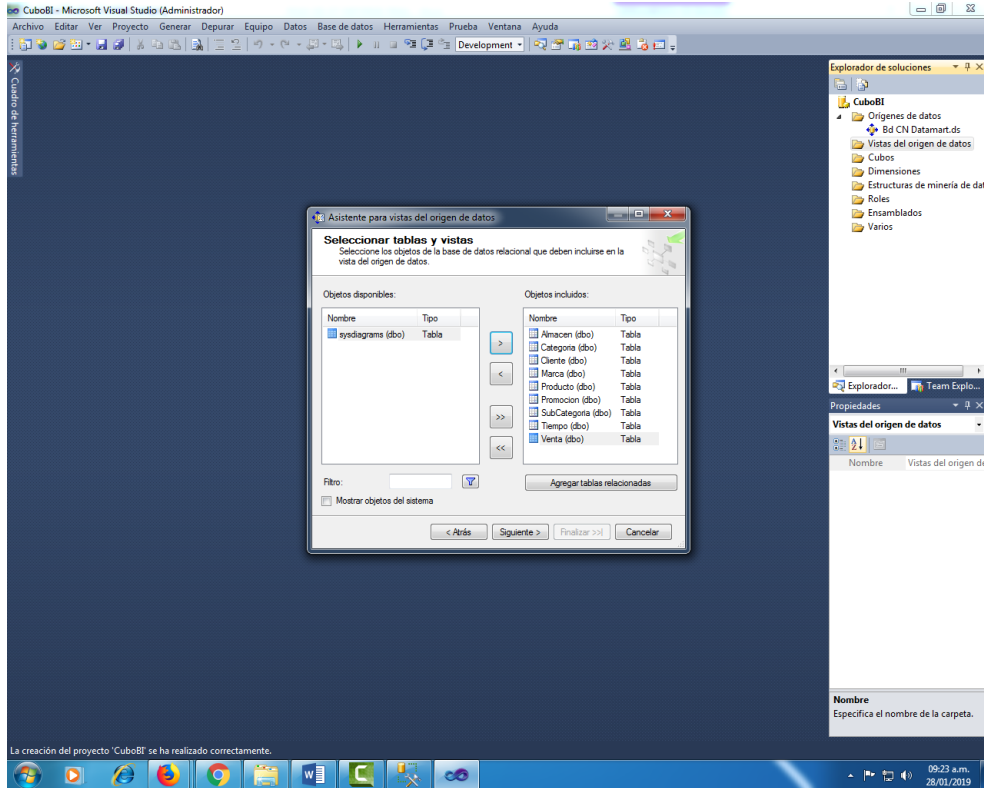 CuboBI - Microsoft Visual Studio (Administrador)
Archivo Editar Ver Proyecto Generar Depurar Equipo Datos Base de datos Herramientas Prueba Ventana Ayuda
Development
Cuadro de herramientas
Explorador de soluciones
CuboBI
Orígenes de datos
Bd CN Datamart.ds
Vistas del origen de datos
Cubos
Dimensiones
Estructuras de minería de dat
Roles
Ensamblados
Varios
Asistente para vistas del origen de datos
Seleccionar tablas y vistas
Seleccione los objetos de la base de datos relacional que deben incluirse en la
vista del origen de datos.
Objetos disponibles:
Nombre Tipo
sysdiagrams (dbo) Tabla
>
<
>>
<<
Objetos incluidos:
Nombre Tipo
Almacen (dbo) Tabla
Categoria (dbo) Tabla
Cliente (dbo) Tabla
Marca (dbo) Tabla
Producto (dbo) Tabla
Promocion (dbo) Tabla
SubCategoria (dbo) Tabla
Tiempo (dbo) Tabla
Venta (dbo) Tabla
Filtro:
Agregar tablas relacionadas
Mostrar objetos del sistema
< Atrás Siguiente > Finalizar >>| Cancelar
Explorador... Team Explo...
Propiedades
Vistas del origen de datos
Nombre Vistas del origen de
Nombre
Especifica el nombre de la carpeta.
La creación del proyecto 'CuboBI' se ha realizado correctamente.
09:23 a.m.
28/01/2019